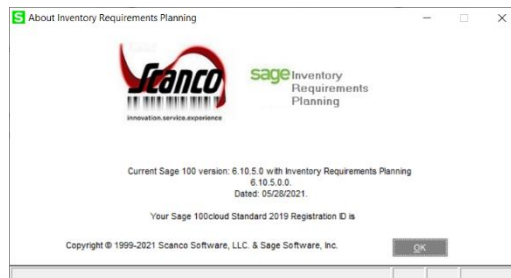 S About Inventory Requirements Planning
Scanco
innovation.service.experience
sage Inventory
Requirements
Planning
Current Sage 100 version: 6.10.5.0 with Inventory Requirements Planning
6.10.5.0.0.
Dated: 05/28/2021.
Your Sage 100cloud Standard 2019 Registration ID is
Copyright © 1999-2021 Scanco Software, LLC. & Sage Software, Inc.
OK